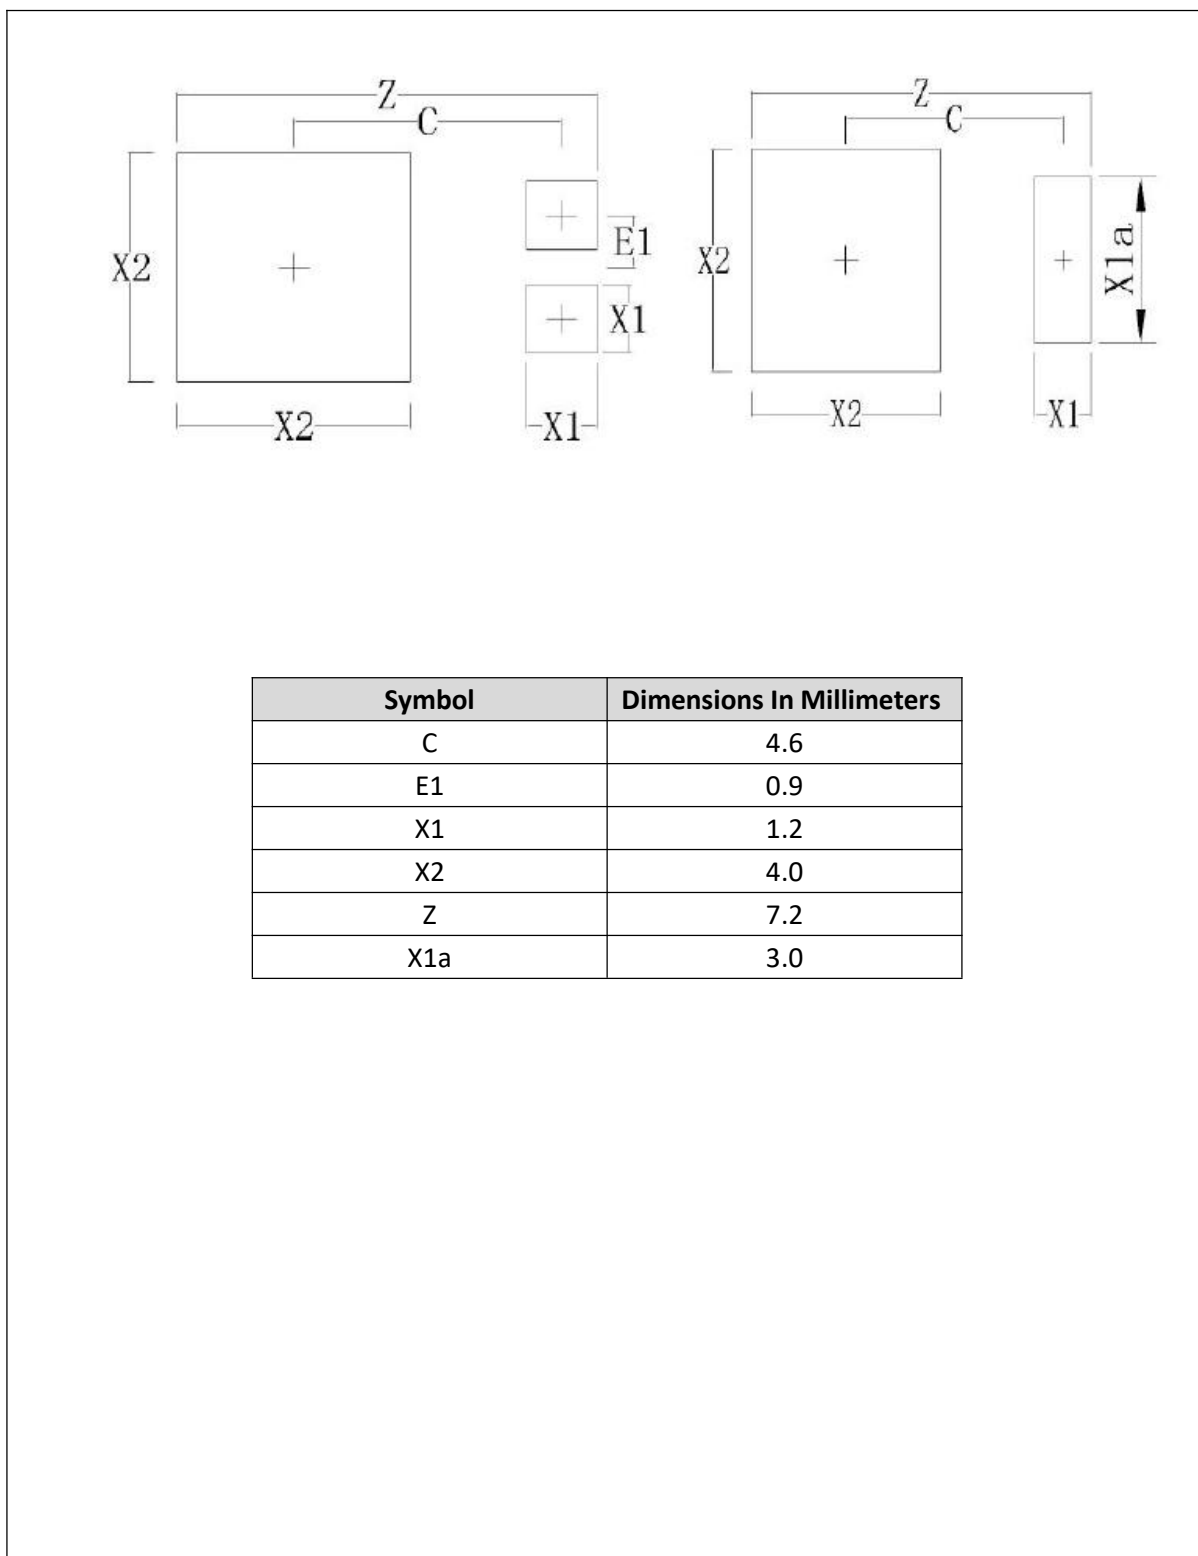 Z
C
X2
E1
X1
X2
X1
Z
C
X2
X1a
X2
X1
Symbol Dimensions In Millimeters
C 4.6
E1 0.9
X1 1.2
X2 4.0
Z 7.2
X1a 3.0